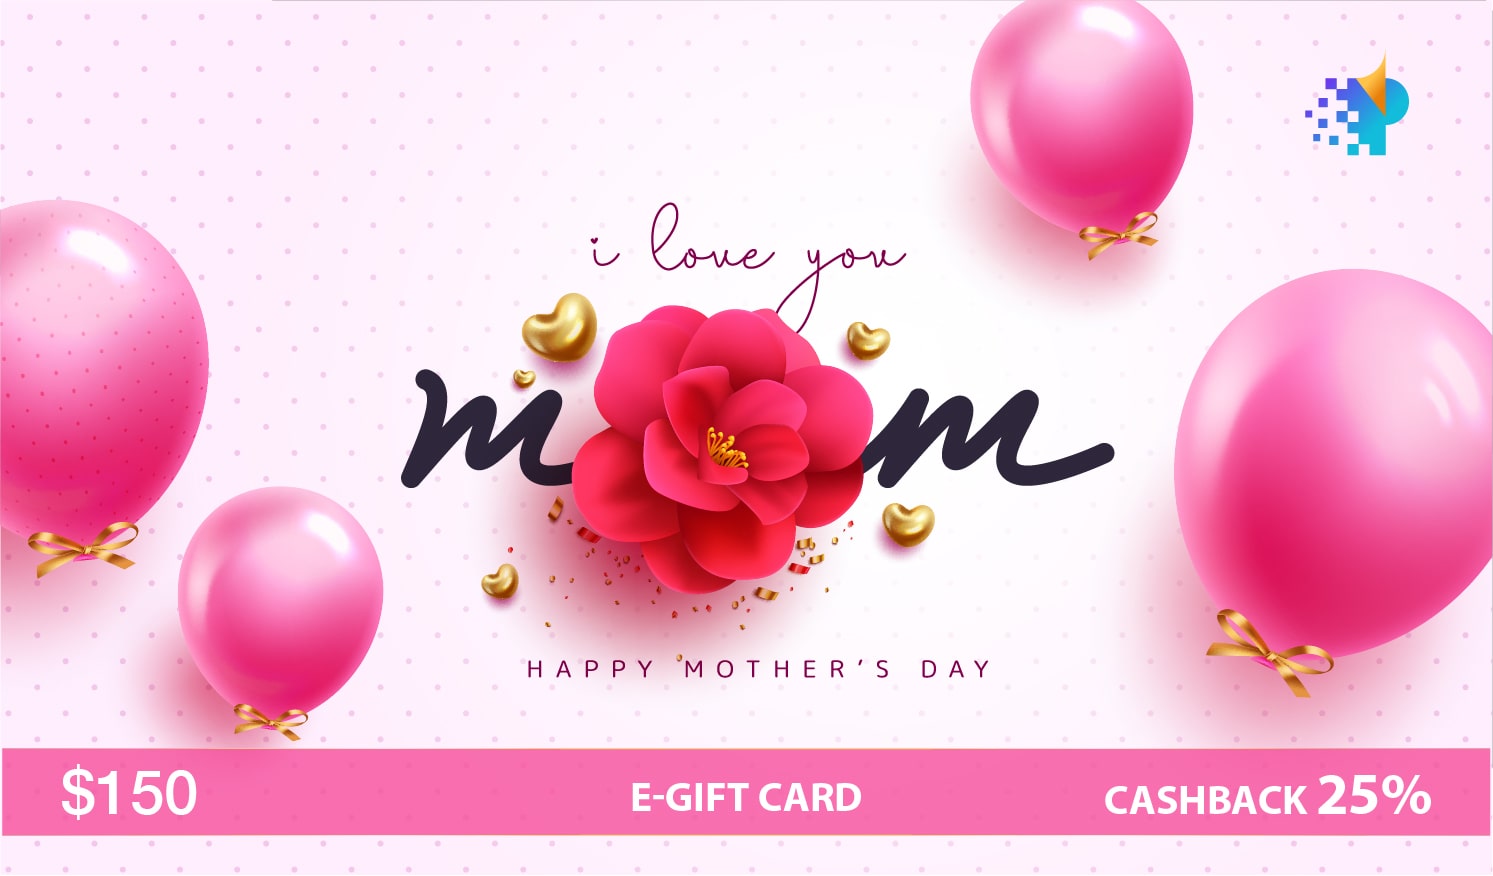 i love you
mom
HAPPY MOTHER'S DAY
$150
E-GIFT CARD
CASHBACK 25%